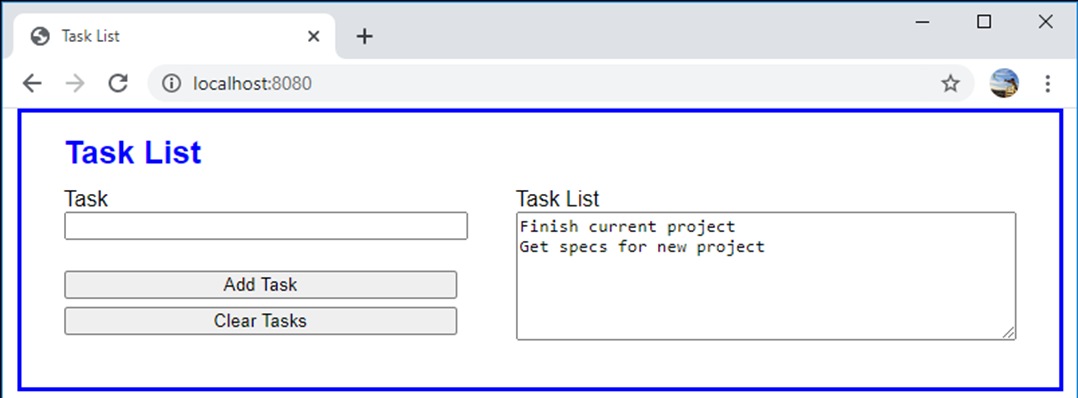 Task List
localhost:8080
Task List
Task
Task List
Finish current project
Get specs for new project
Add Task
Clear Tasks